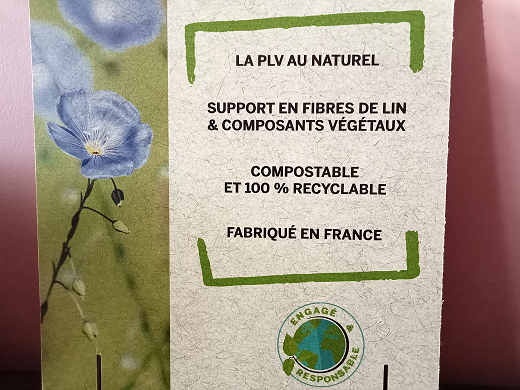 LA PLV AU NATUREL
SUPPORT EN FIBRES DE LIN
& COMPOSANTS VÉGÉTAUX
COMPOSTABLE
ET 100 % RECYCLABLE
FABRIQUÉ EN FRANCE
ENGAGÉ &
RESPONSABLE